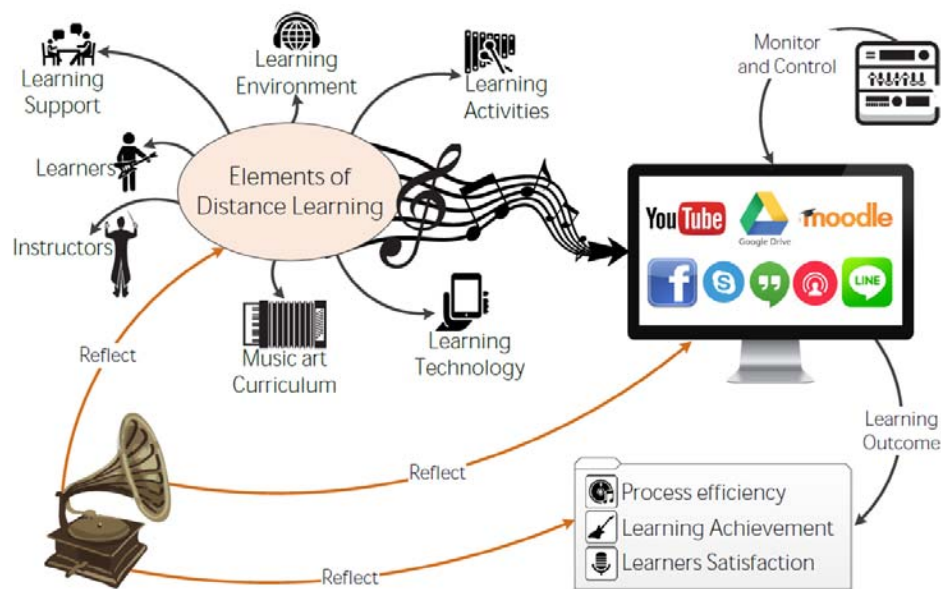 Learning
Support
Learning
Environment
Learning
Activities
Monitor
and Control
Learners
Elements of
Distance Learning
Instructors
YouTube
Google Drive
moodle
f
S
LINE
Music art
Curriculum
Learning
Technology
Reflect
Reflect
Reflect
Learning
Outcome
Process efficiency
Learning Achievement
Learners Satisfaction